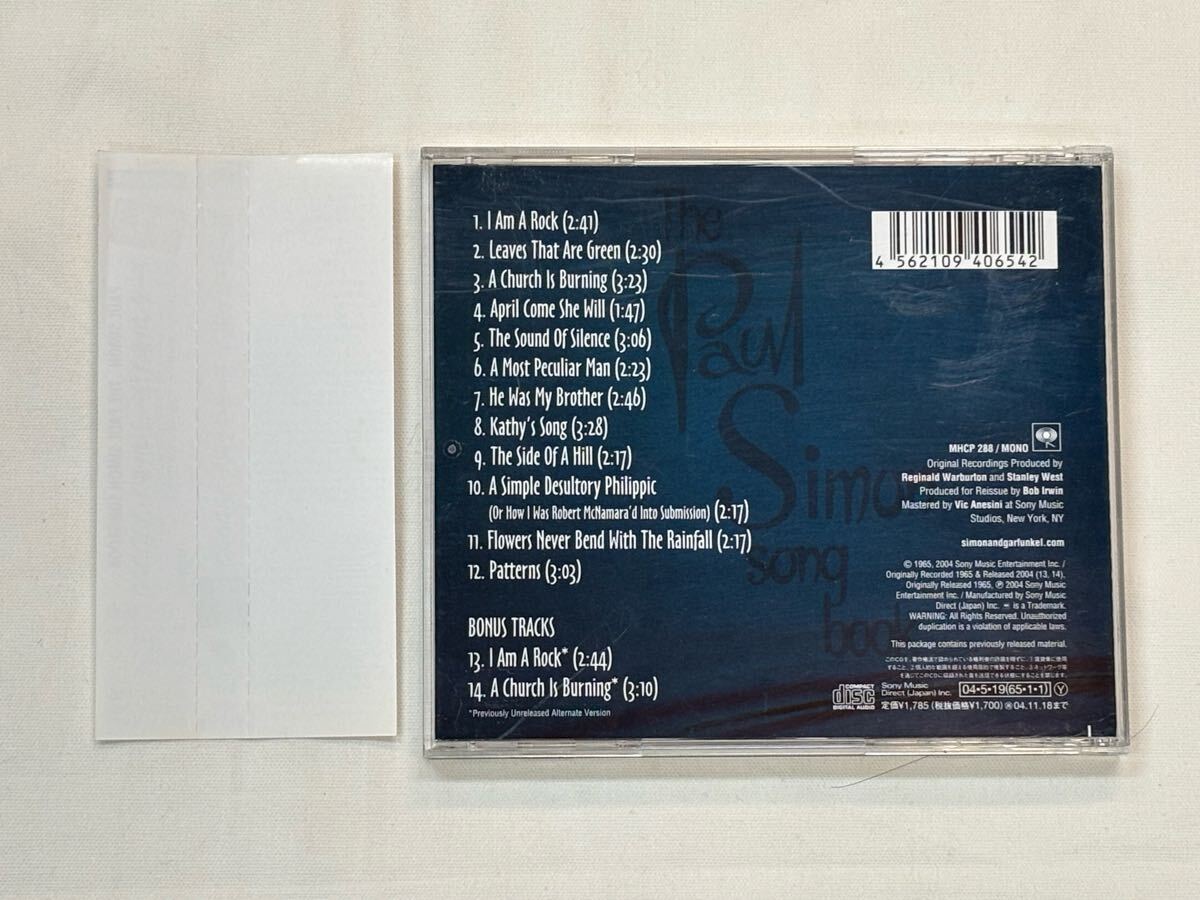 1. I Am A Rock (2:41)
2. Leaves That Are Green (2:30)
3. A Church Is Burning (3:23)
4. April Come She Will (1:47)
5. The Sound Of Silence (3:06)
6. A Most Peculiar Man (2:23)
7. He Was My Brother (2:46)
8. Kathy's Song (3:28)
9. The Side Of A Hill (2:17)
10. A Simple Desultory Philippic
(Or How I Was Robert McNamara'd Into Submission) (2:17)
11. Flowers Never Bend With The Rainfall (2:17)
12. Patterns (3:03)
BONUS TRACKS
13. I Am A Rock* (2:44)
14. A Church Is Burning* (3:10)
*Previously Unreleased Alternate Version
The
Paul
Simon
song
book
4 562109 406542
MHCP 288 / MONO
Original Recordings Produced by
Reginald Warburton and Stanley West
Produced for Reissue by Bob Irwin
Mastered by Vic Anesini at Sony Music
Studios, New York, NY
simonandgarfunkel.com
© 1965, 2004 Sony Music Entertainment Inc. /
Originally Recorded 1965 & Released 2004 (13, 14),
Originally Released 1965, ℗ 2004 Sony Music
Entertainment Inc. / Manufactured by Sony Music
Direct (Japan) Inc. is a Trademark.
WARNING: All Rights Reserved. Unauthorized
duplication is a violation of applicable laws.
This package contains previously released material.
COMPACT
disc
DIGITAL AUDIO
Sony Music
Direct (Japan) Inc.
04・5・19(65・1・1) Y
定価¥1,785 (税抜価格¥1,700) 04.11.18まで